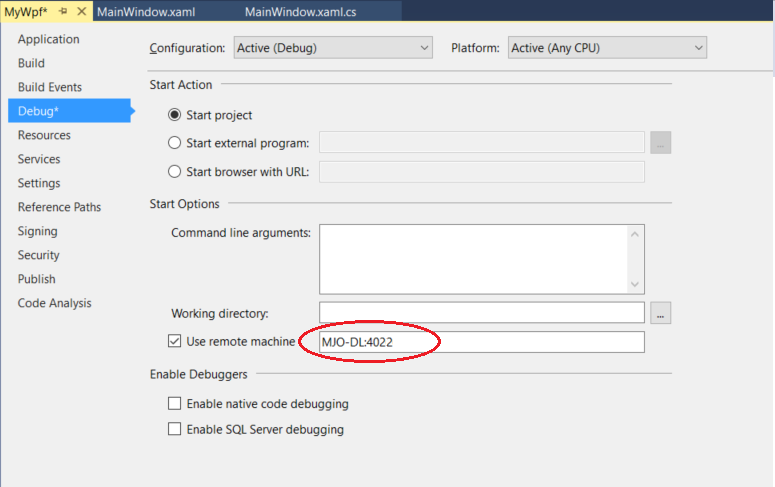 MyWpf* MainWindow.xaml MainWindow.xaml.cs
Application
Build
Build Events
Debug*
Resources
Services
Settings
Reference Paths
Signing
Security
Publish
Code Analysis
Configuration: Active (Debug) Platform: Active (Any CPU)
Start Action
Start project
Start external program: ...
Start browser with URL:
Start Options
Command line arguments:
Working directory: ...
Use remote machine MJO-DL:4022
Enable Debuggers
Enable native code debugging
Enable SQL Server debugging